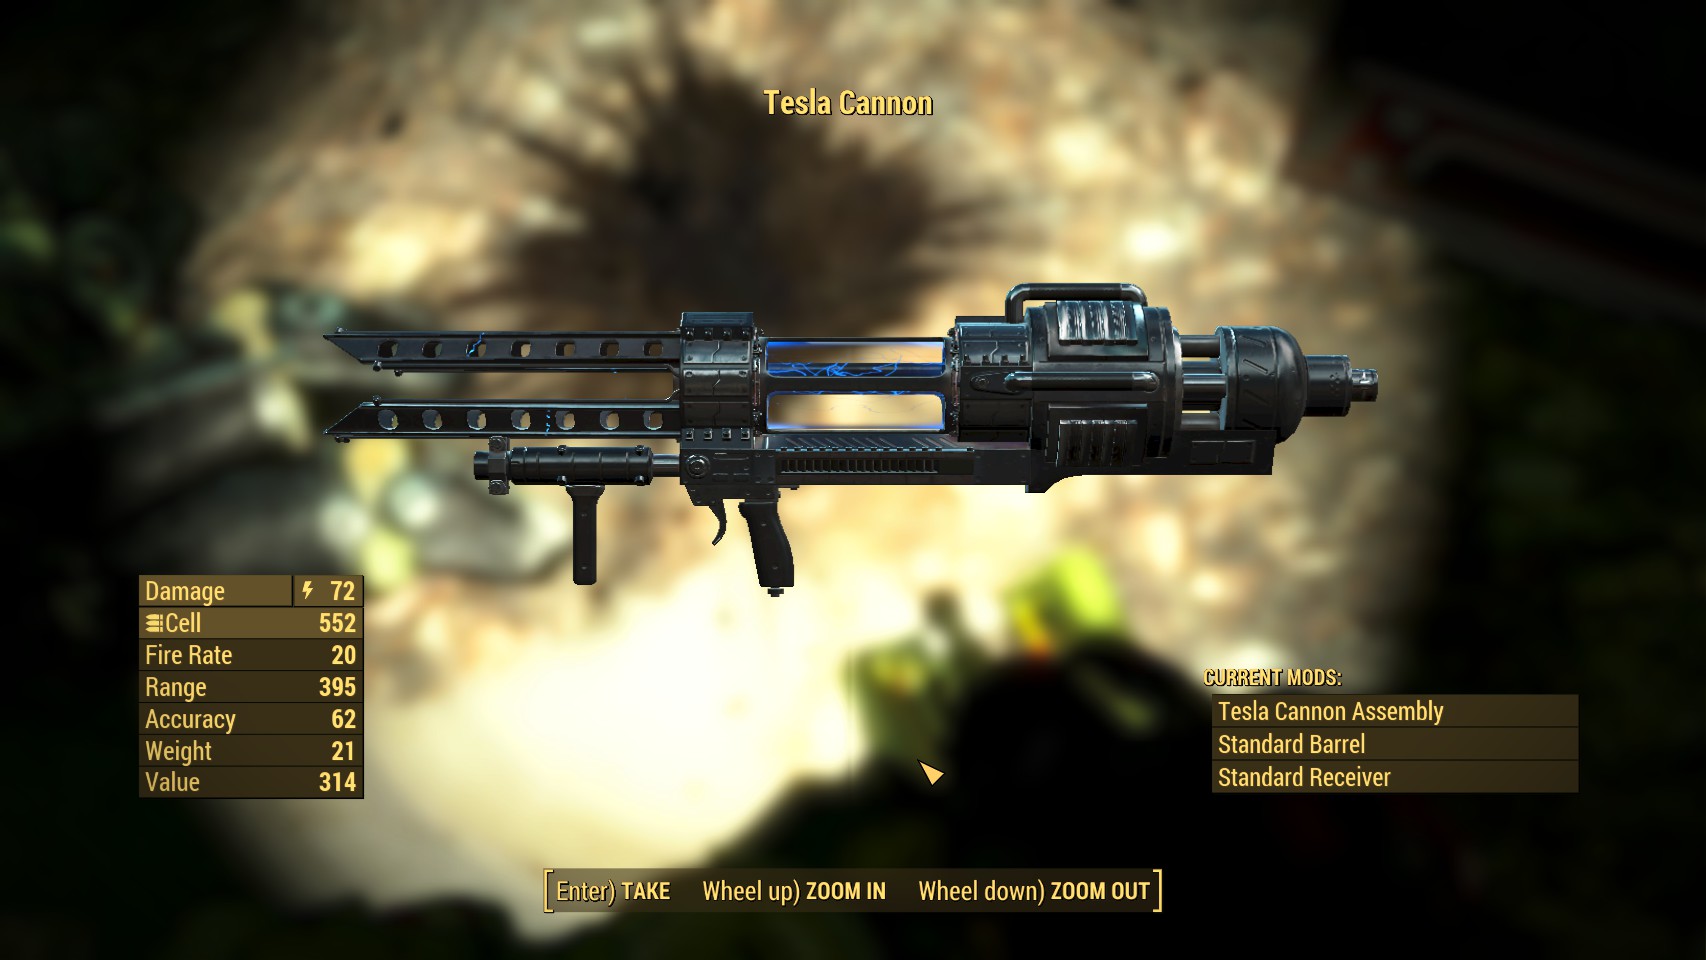 Tesla Cannon
Damage 72
Cell 552
Fire Rate 20
Range 395
Accuracy 62
Weight 21
Value 314
CURRENT MODS:
Tesla Cannon Assembly
Standard Barrel
Standard Receiver
[Enter) TAKE Wheel up) ZOOM IN Wheel down) ZOOM OUT]